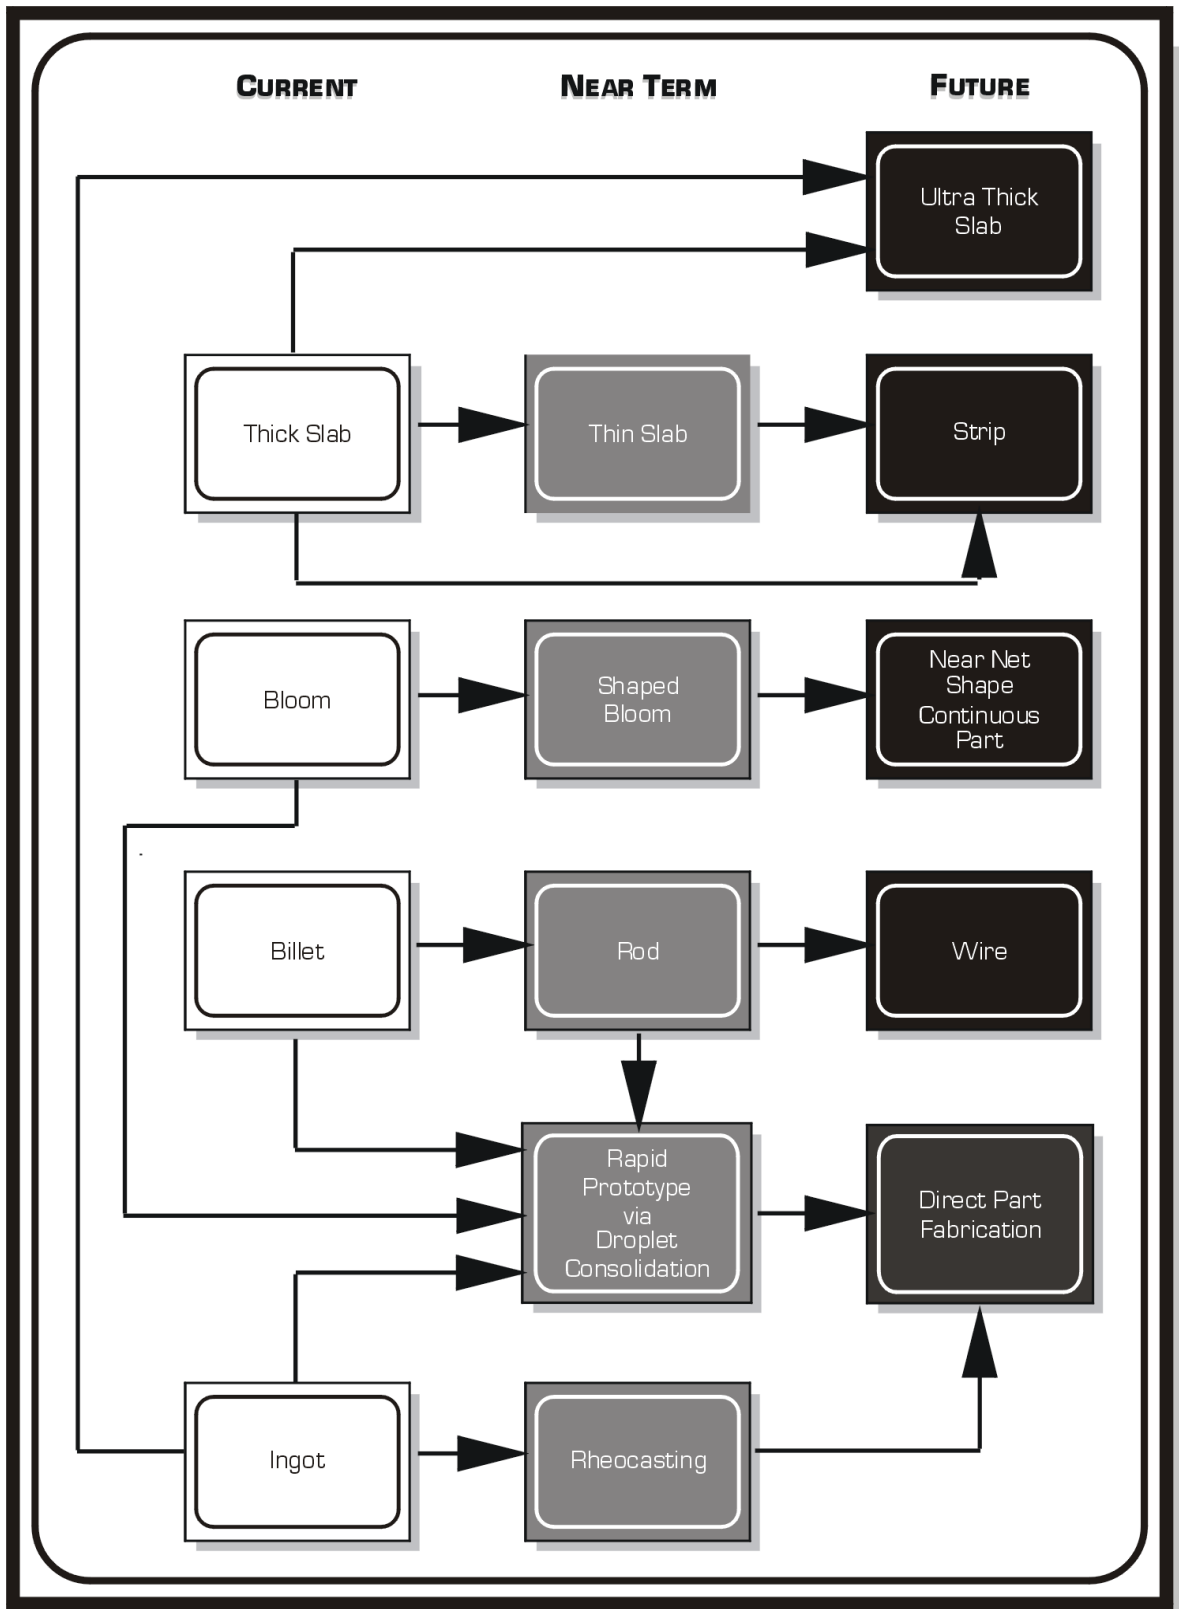 CURRENT
NEAR TERM
FUTURE
Ultra Thick
Slab
Thick Slab
Thin Slab
Strip
Bloom
Shaped
Bloom
Near Net
Shape
Continuous
Part
Billet
Rod
Wire
Rapid
Prototype
via
Droplet
Consolidation
Direct Part
Fabrication
Ingot
Rheocasting